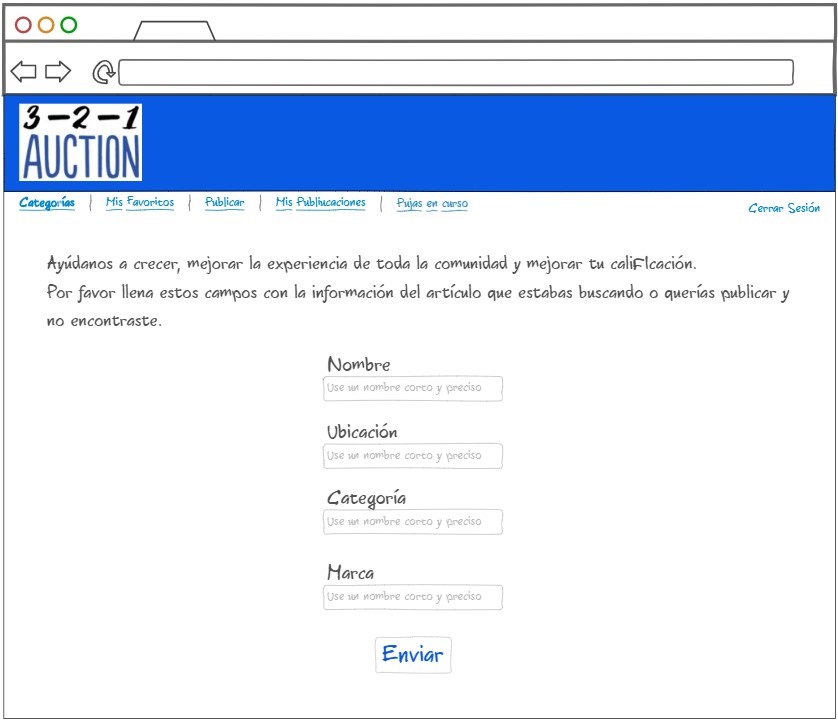 3-2-1
AUCTION
Categorías | Mis Favoritos | Publicar | Mis Publiucaciones | Pujas en curso
Cerrar Sesión
Ayúdanos a crecer, mejorar la experiencia de toda la comunidad y mejorar tu caliFIcación.
Por favor llena estos campos con la información del artículo que estabas buscando o querías publicar y
no encontraste.
Nombre
Use un nombre corto y preciso
Ubicación
Use un nombre corto y preciso
Categoría
Use un nombre corto y preciso
Marca
Use un nombre corto y preciso
Enviar